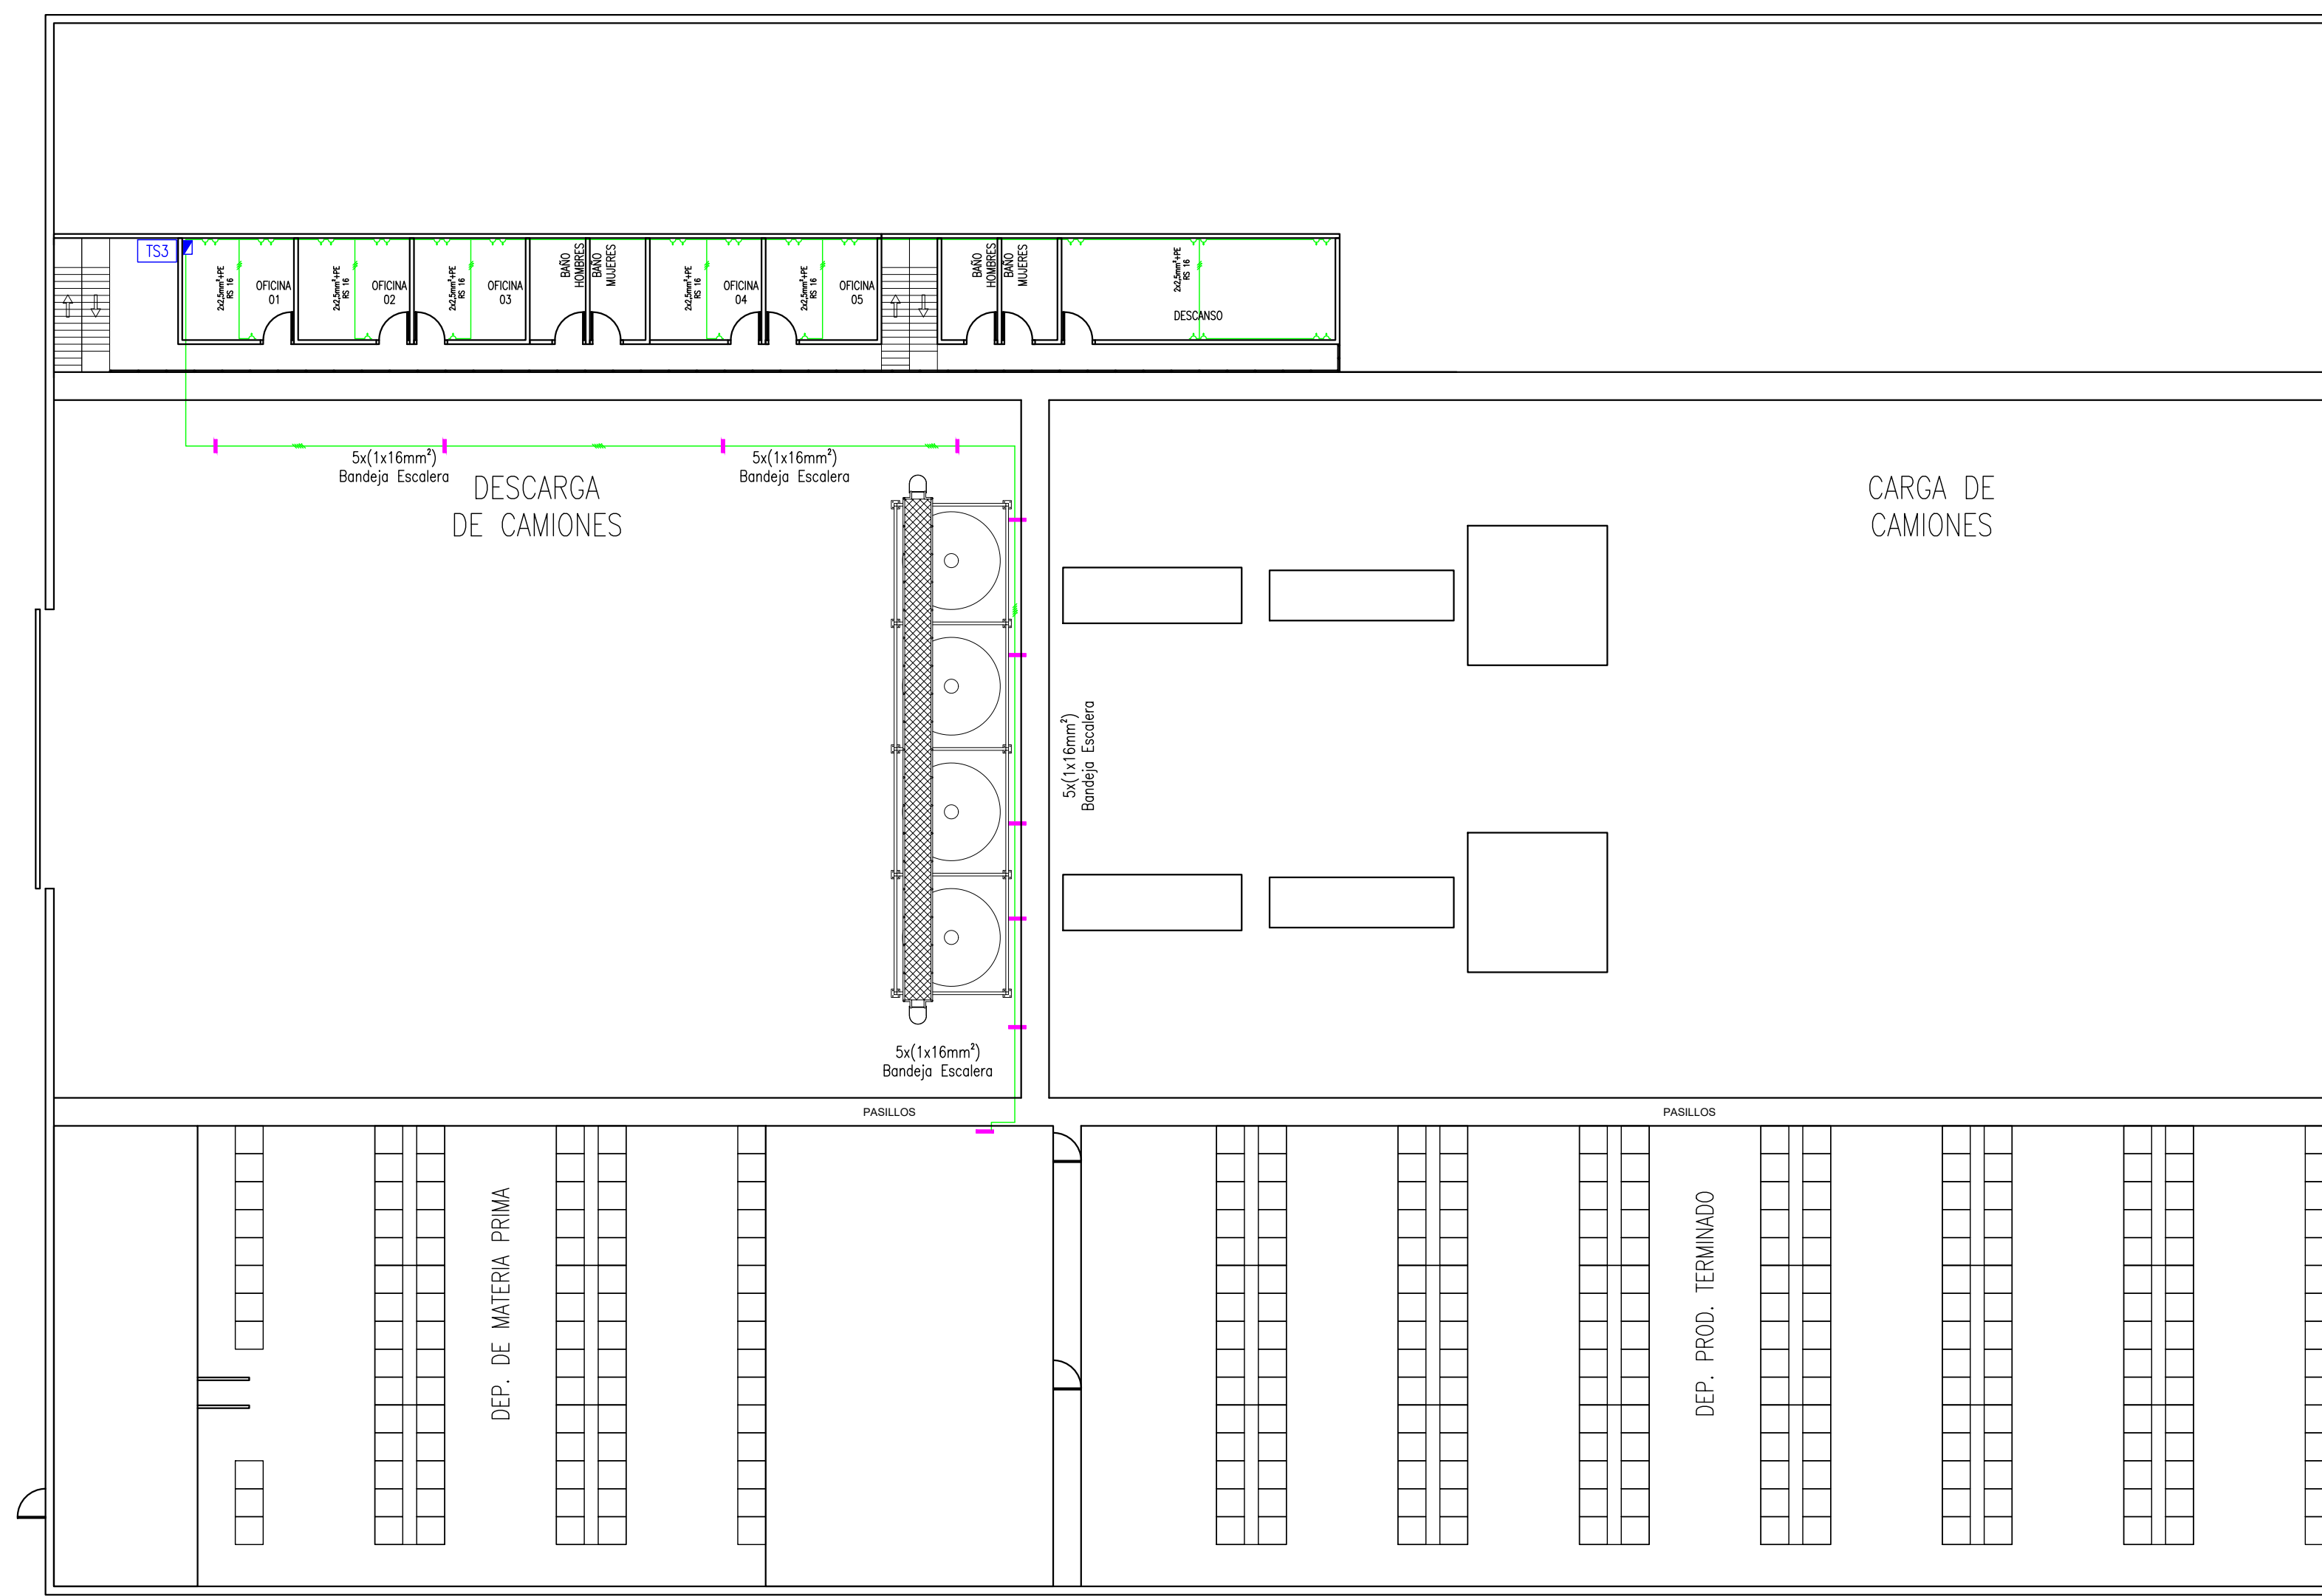 TS3
2x2,5mm²+PE
RS 16
OFICINA
01
2x2,5mm²+PE
RS 16
OFICINA
02
2x2,5mm²+PE
RS 16
OFICINA
03
BAÑO
HOMBRES
BAÑO
MUJERES
2x2,5mm²+PE
RS 16
OFICINA
04
2x2,5mm²+PE
RS 16
OFICINA
05
BAÑO
HOMBRES
BAÑO
MUJERES
2x2,5mm²+PE
RS 16
DESCANSO
5x(1x16mm²)
Bandeja Escalera
5x(1x16mm²)
Bandeja Escalera
DESCARGA
DE CAMIONES
CARGA DE
CAMIONES
5x(1x16mm²)
Bandeja Escalera
5x(1x16mm²)
Bandeja Escalera
PASILLOS
PASILLOS
DEP. DE MATERIA PRIMA
DEP. PROD. TERMINADO